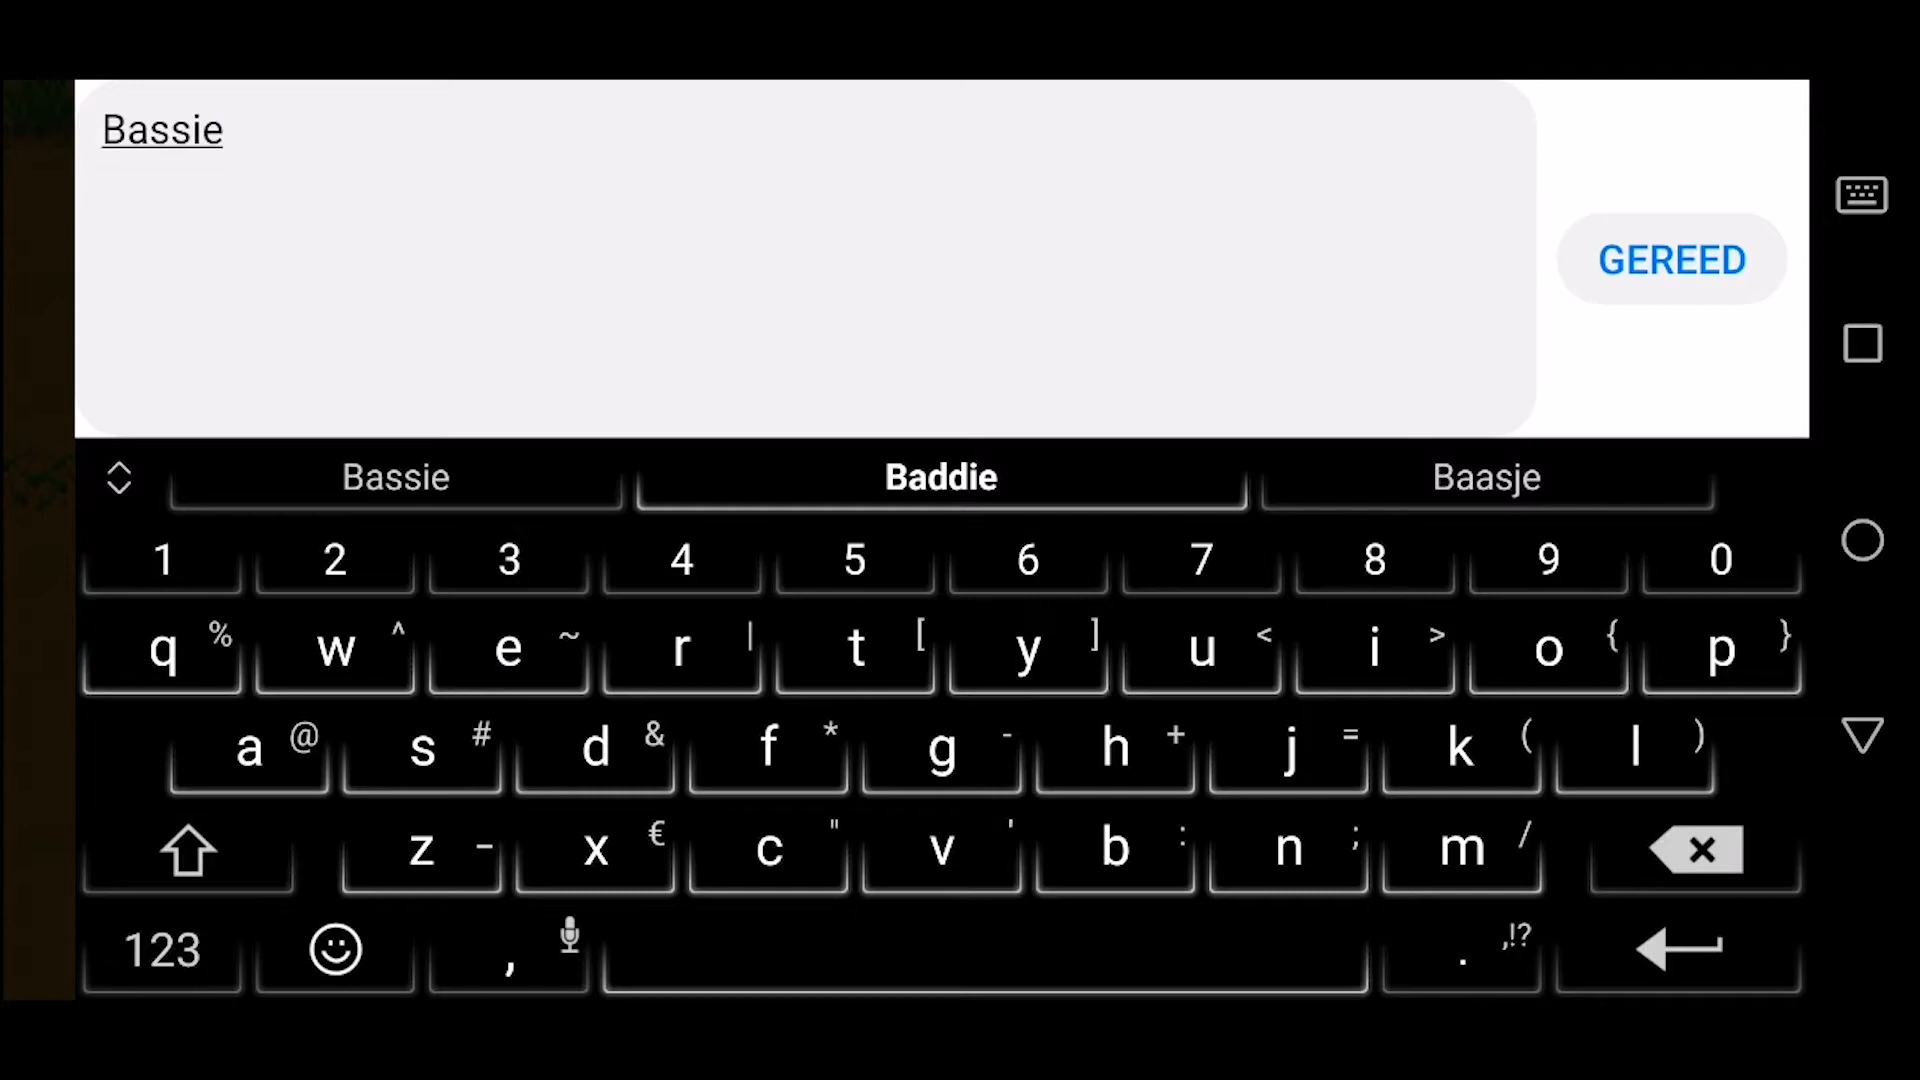 Bassie
GEREED
Bassie Baddie Baasje
1 2 3 4 5 6 7 8 9 0
q % w ^ e ~ r | t [ y ] u < i > o { p }
a @ s # d & f * g - h + j = k ( l )
z _ x € c " v ' b : n ; m /
123 , . ,!?